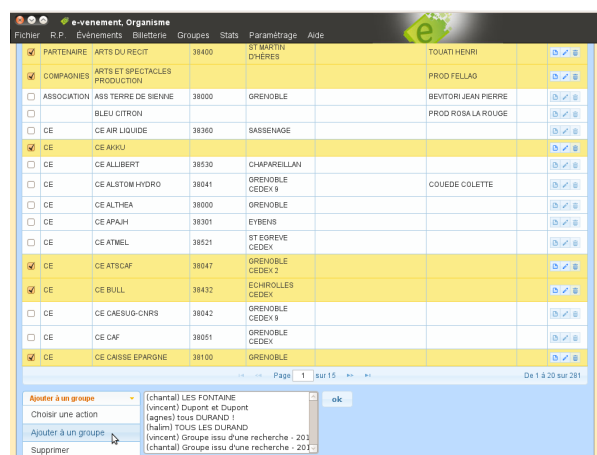 e-venement, Organisme
Fichier R.P. Évènements Billetterie Groupes Stats Paramétrage Aide
PARTENAIRE ARTS DU RECIT 38400 ST MARTIN D'HÈRES TOUATI HENRI
COMPAGNIES ARTS ET SPECTACLES PRODUCTION PROD FELLAG
ASSOCIATION ASS TERRE DE SIENNE 38000 GRENOBLE BEVITORI JEAN PIERRE
BLEU CITRON PROD ROSA LA ROUGE
CE CE AIR LIQUIDE 38360 SASSENAGE
CE CE AKKU
CE CE ALLIBERT 38530 CHAPAREILLAN
CE CE ALSTOM HYDRO 38041 GRENOBLE CEDEX 9 COUEDE COLETTE
CE CE ALTHEA 38000 GRENOBLE
CE CE APAJH 38301 EYBENS
CE CE ATMEL 38521 ST EGREVE CEDEX
CE CE ATSCAF 38047 GRENOBLE CEDEX 2
CE CE BULL 38432 ECHIROLLES CEDEX
CE CE CAESUG-CNRS 38042 GRENOBLE CEDEX 9
CE CE CAF 38051 GRENOBLE CEDEX
CE CE CAISSE EPARGNE 38100 GRENOBLE
Page 1 sur 15 De 1 à 20 sur 281
Ajouter à un groupe
Choisir une action
Ajouter à un groupe
Supprimer
(chantal) LES FONTAINE
(vincent) Dupont et Dupont
(agnes) tous DURAND !
(halim) TOUS LES DURAND
(vincent) Groupe issu d'une recherche - 201
(chantal) Groupe issu d'une recherche - 201
ok